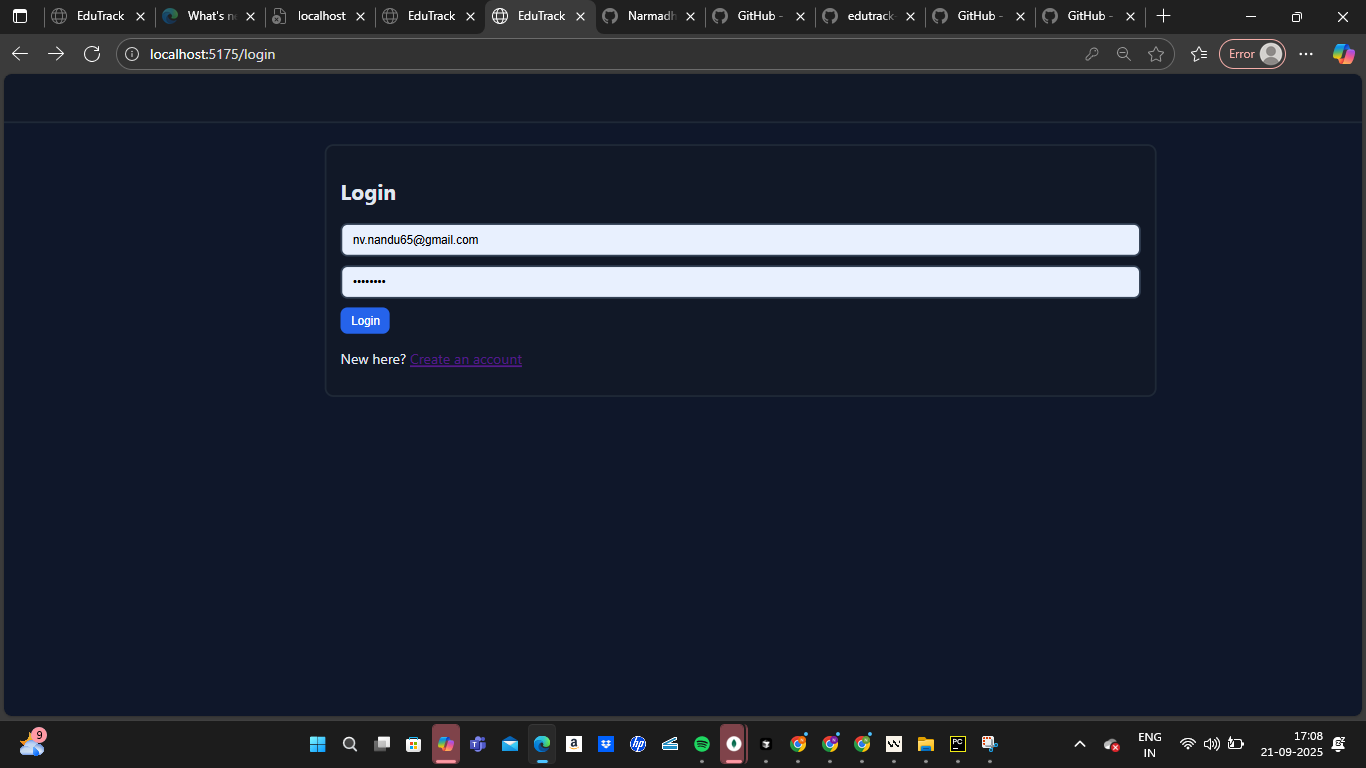 EduTrack
What's n
localhost
EduTrack
EduTrack
Narmadh
GitHub -
edutrack-
GitHub -
GitHub -
localhost:5175/login
Error
Login
nv.nandu65@gmail.com
••••••••
Login
New here? Create an account
9
ENG
IN
17:08
21-09-2025